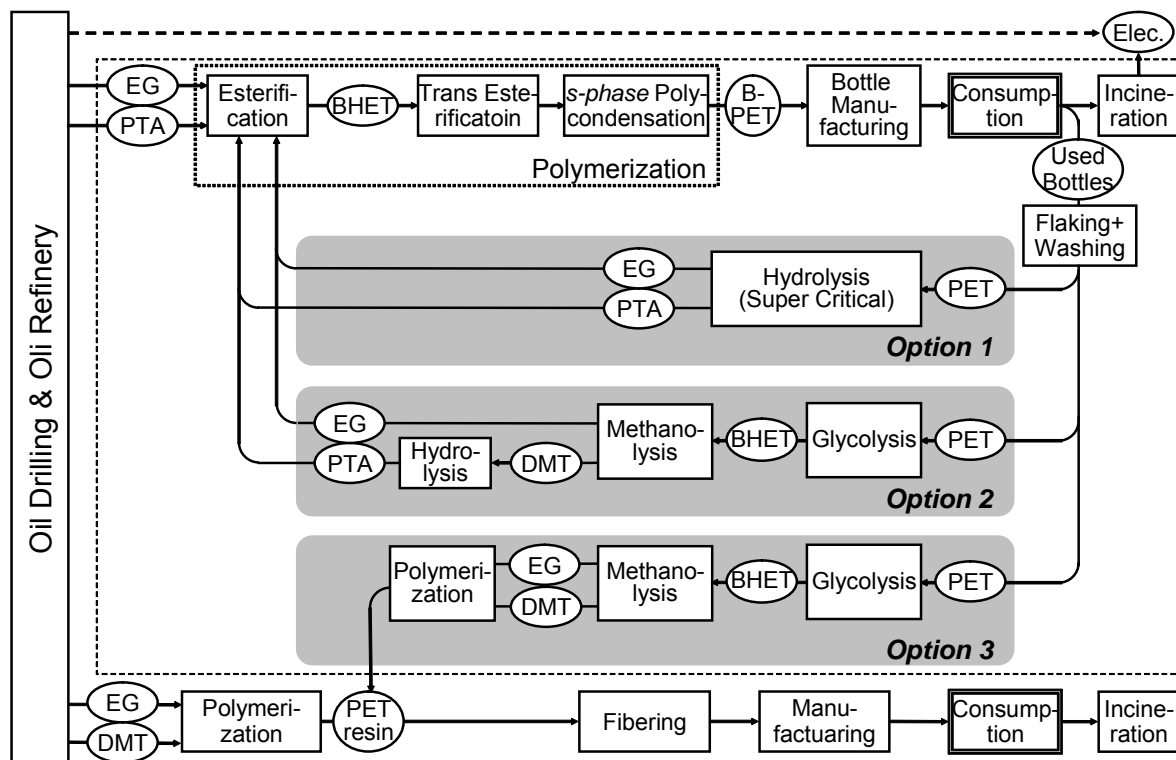 Oil Drilling & Oli Refinery
Elec.
EG
PTA
Esterifi-
cation
BHET
Trans Este-
rificatoin
s-phase Poly-
condensation
Polymerization
B-
PET
Bottle
Manu-
facturing
Consump-
tion
Incine-
ration
Used
Bottles
Flaking+
Washing
EG
PTA
Hydrolysis
(Super Critical)
PET
Option 1
EG
PTA
Hydro-
lysis
DMT
Methano-
lysis
BHET
Glycolysis
PET
Option 2
Polymeri-
zation
EG
DMT
Methano-
lysis
BHET
Glycolysis
PET
Option 3
EG
DMT
Polymeri-
zation
PET
resin
Fibering
Manu-
factuaring
Consump-
tion
Incine-
ration